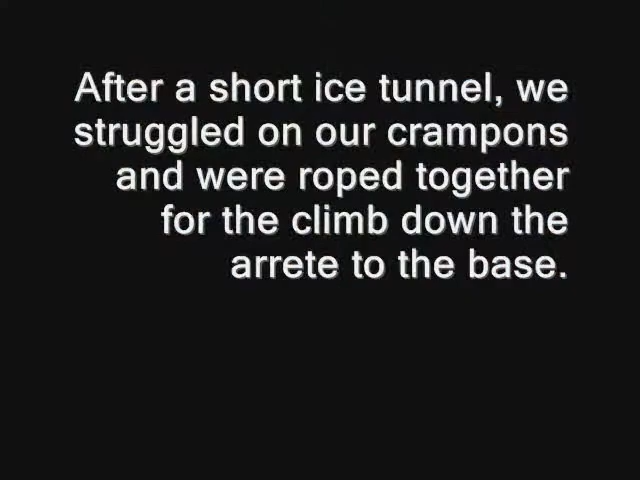 After a short ice tunnel, we
struggled on our crampons
and were roped together
for the climb down the
arrete to the base.